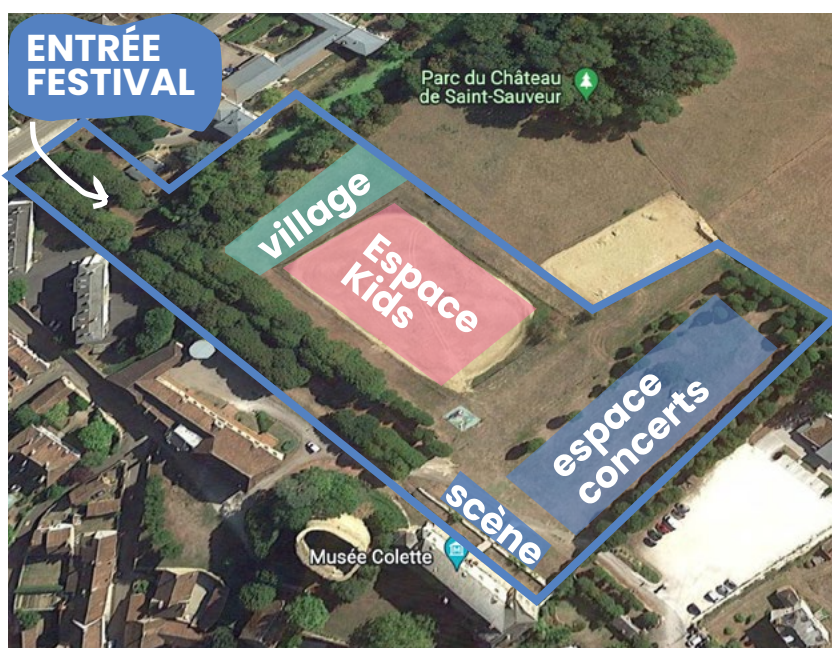 ENTRÉE
FESTIVAL
Parc du Château
de Saint-Sauveur
village
Espace
Kids
espace
concerts
scène
Musée Colette